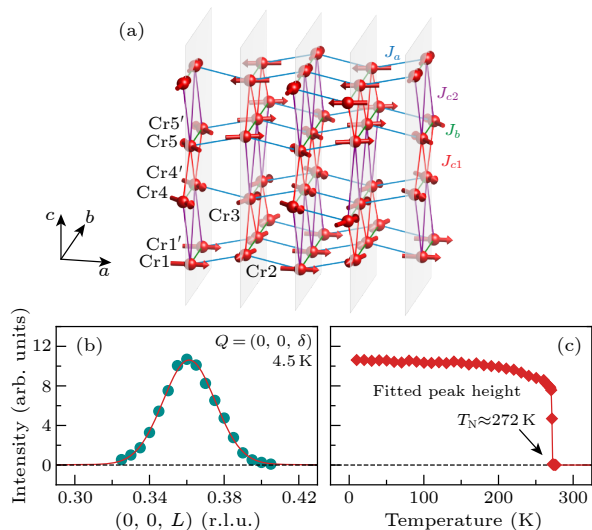 (a)
J_a
J_c2
Cr5′
J_b
Cr5
Cr4′
J_c1
Cr4
Cr3
c
b
Cr1′
a
Cr1
Cr2
12
(b)
Q = (0, 0, δ)
4.5 K
(c)
8
Fitted peak height
4
T_N≈272 K
0
Intensity (arb. units)
0.30 0.34 0.38 0.42
0 100 200 300
(0, 0, L) (r.l.u.)
Temperature (K)